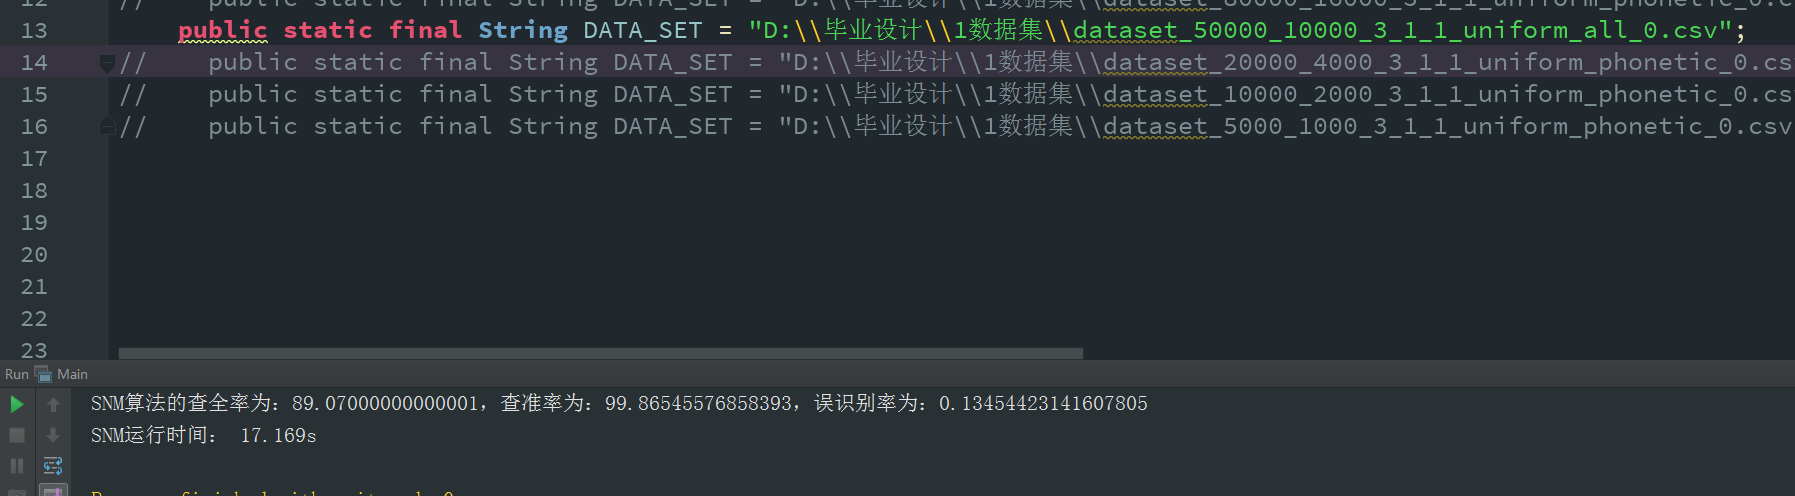 12 //      public static final String DATA_SET = "D:\\毕业设计\\1数据集\\dataset_80000_16000_3_1_1_uniform_phonetic_0.cs
13     public static final String DATA_SET = "D:\\毕业设计\\1数据集\\dataset_50000_10000_3_1_1_uniform_all_0.csv";
14 //      public static final String DATA_SET = "D:\\毕业设计\\1数据集\\dataset_20000_4000_3_1_1_uniform_phonetic_0.cs
15 //      public static final String DATA_SET = "D:\\毕业设计\\1数据集\\dataset_10000_2000_3_1_1_uniform_phonetic_0.cs
16 //      public static final String DATA_SET = "D:\\毕业设计\\1数据集\\dataset_5000_1000_3_1_1_uniform_phonetic_0.csv
17
18
19
20
21
22
23
Run Main
SNM算法的查全率为: 89.07000000000001, 查准率为: 99.86545576858393, 误识别率为: 0.13454423141607805
SNM运行时间: 17.169s